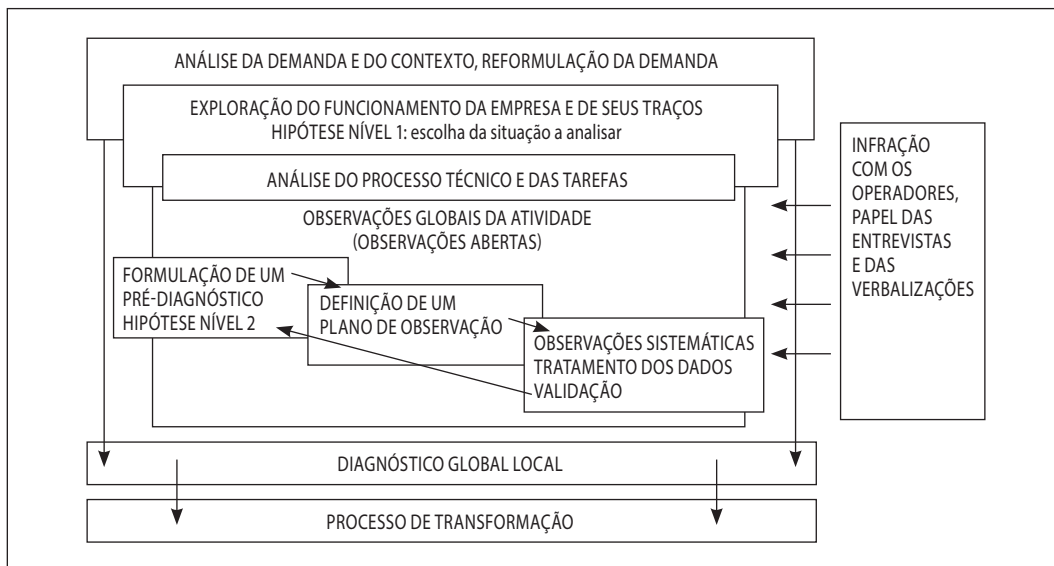 ANÁLISE DA DEMANDA E DO CONTEXTO, REFORMULAÇÃO DA DEMANDA
EXPLORAÇÃO DO FUNCIONAMENTO DA EMPRESA E DE SEUS TRAÇOS
HIPÓTESE NÍVEL 1: escolha da situação a analisar
ANÁLISE DO PROCESSO TÉCNICO E DAS TAREFAS
OBSERVAÇÕES GLOBAIS DA ATIVIDADE
(OBSERVAÇÕES ABERTAS)
FORMULAÇÃO DE UM
PRÉ-DIAGNÓSTICO
HIPÓTESE NÍVEL 2
DEFINIÇÃO DE UM
PLANO DE OBSERVAÇÃO
OBSERVAÇÕES SISTEMÁTICAS
TRATAMENTO DOS DADOS
VALIDAÇÃO
INFRAÇÃO
COM OS
OPERADORES,
PAPEL DAS
ENTREVISTAS
E DAS
VERBALIZAÇÕES
DIAGNÓSTICO GLOBAL LOCAL
PROCESSO DE TRANSFORMAÇÃO